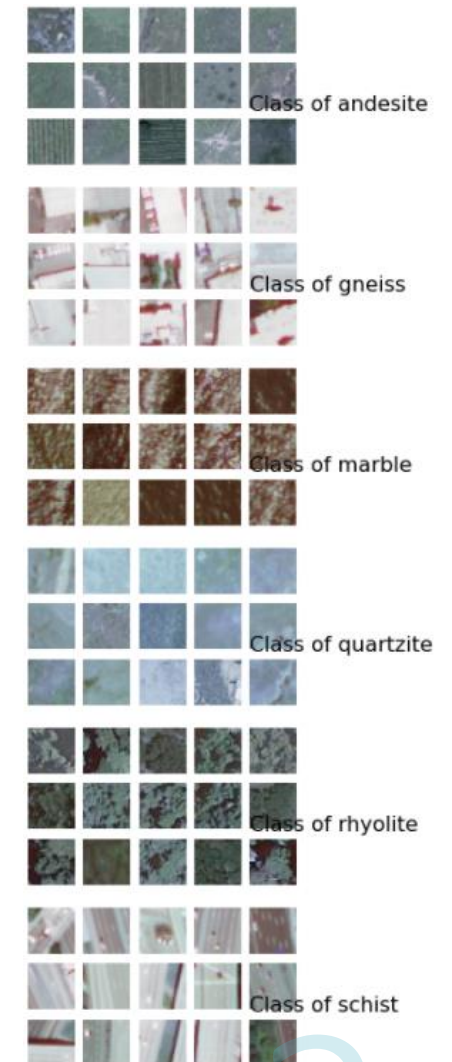 Class of andesite
Class of gneiss
Class of marble
Class of quartzite
Class of rhyolite
Class of schist